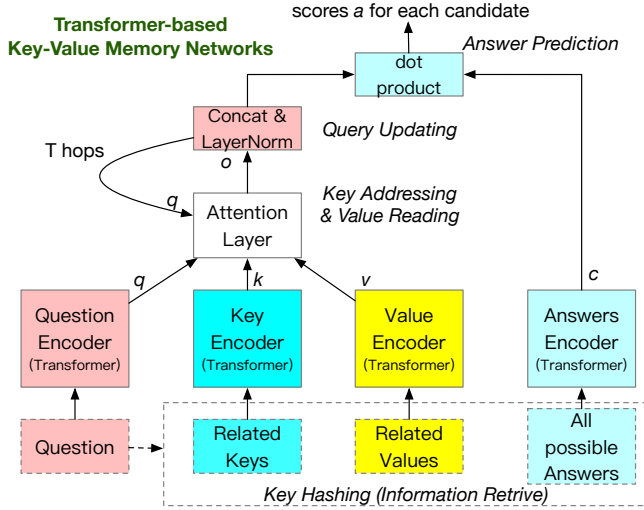 scores a for each candidate
Transformer-based
Key-Value Memory Networks
Answer Prediction
dot
product
Concat &
LayerNorm
Query Updating
T hops
o
q
Key Addressing
& Value Reading
Attention
Layer
q
k
v
c
Question
Encoder
(Transformer)
Key
Encoder
(Transformer)
Value
Encoder
(Transformer)
Answers
Encoder
(Transformer)
Question
Related
Keys
Related
Values
All
possible
Answers
Key Hashing (Information Retrive)